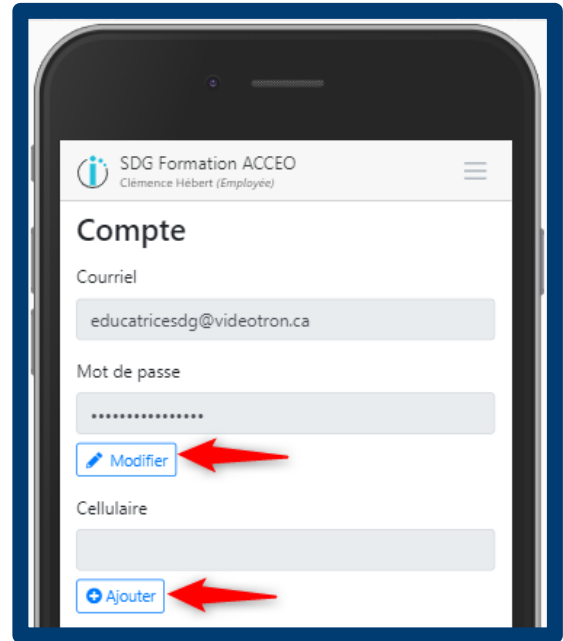 SDG Formation ACCEO
Clémence Hébert (Employée)
Compte
Courriel
educatricesdg@videotron.ca
Mot de passe
••••••••••••••••
Modifier
Cellulaire
Ajouter